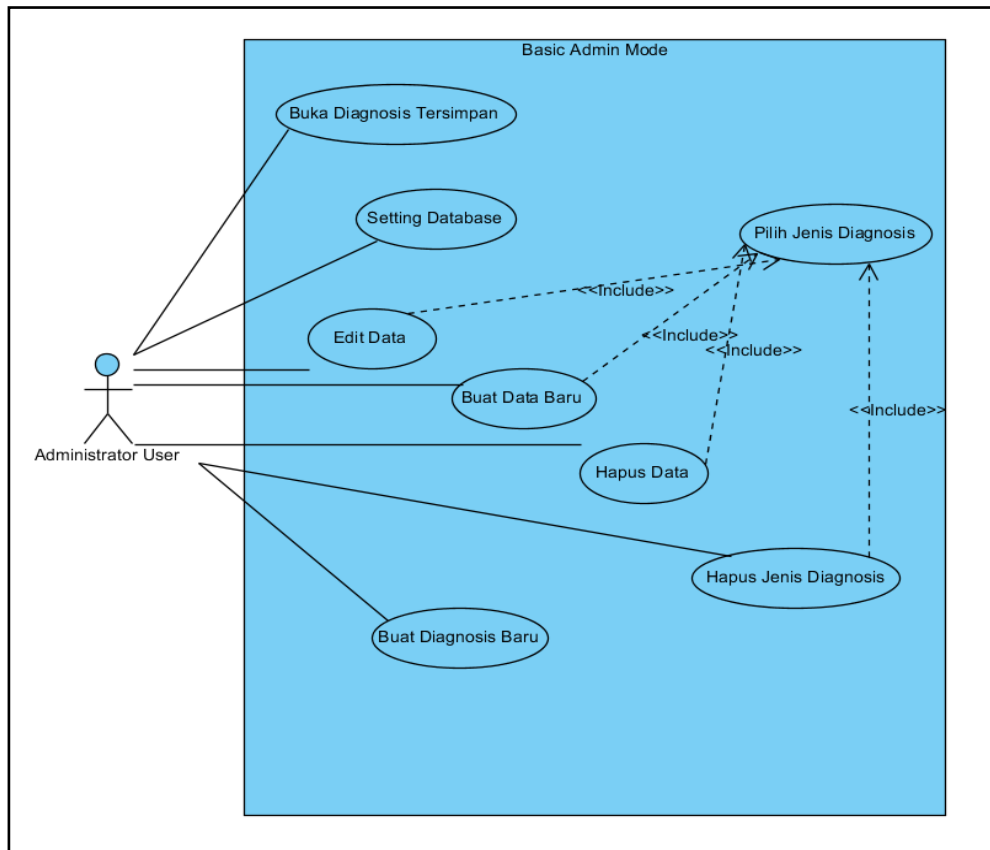 Basic Admin Mode
Buka Diagnosis Tersimpan
Setting Database
Pilih Jenis Diagnosis
<<Include>>
Edit Data
<<Include>>
<<Include>>
Buat Data Baru
<<Include>>
Administrator User
Hapus Data
Hapus Jenis Diagnosis
Buat Diagnosis Baru